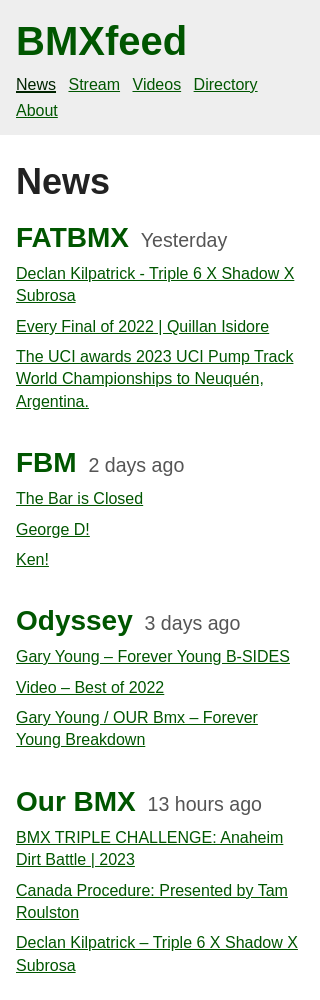 BMXfeed
News Stream Videos Directory
About
News
FATBMX Yesterday
Declan Kilpatrick - Triple 6 X Shadow X
Subrosa
Every Final of 2022 | Quillan Isidore
The UCI awards 2023 UCI Pump Track
World Championships to Neuquén,
Argentina.
FBM 2 days ago
The Bar is Closed
George D!
Ken!
Odyssey 3 days ago
Gary Young – Forever Young B-SIDES
Video – Best of 2022
Gary Young / OUR Bmx – Forever
Young Breakdown
Our BMX 13 hours ago
BMX TRIPLE CHALLENGE: Anaheim
Dirt Battle | 2023
Canada Procedure: Presented by Tam
Roulston
Declan Kilpatrick – Triple 6 X Shadow X
Subrosa